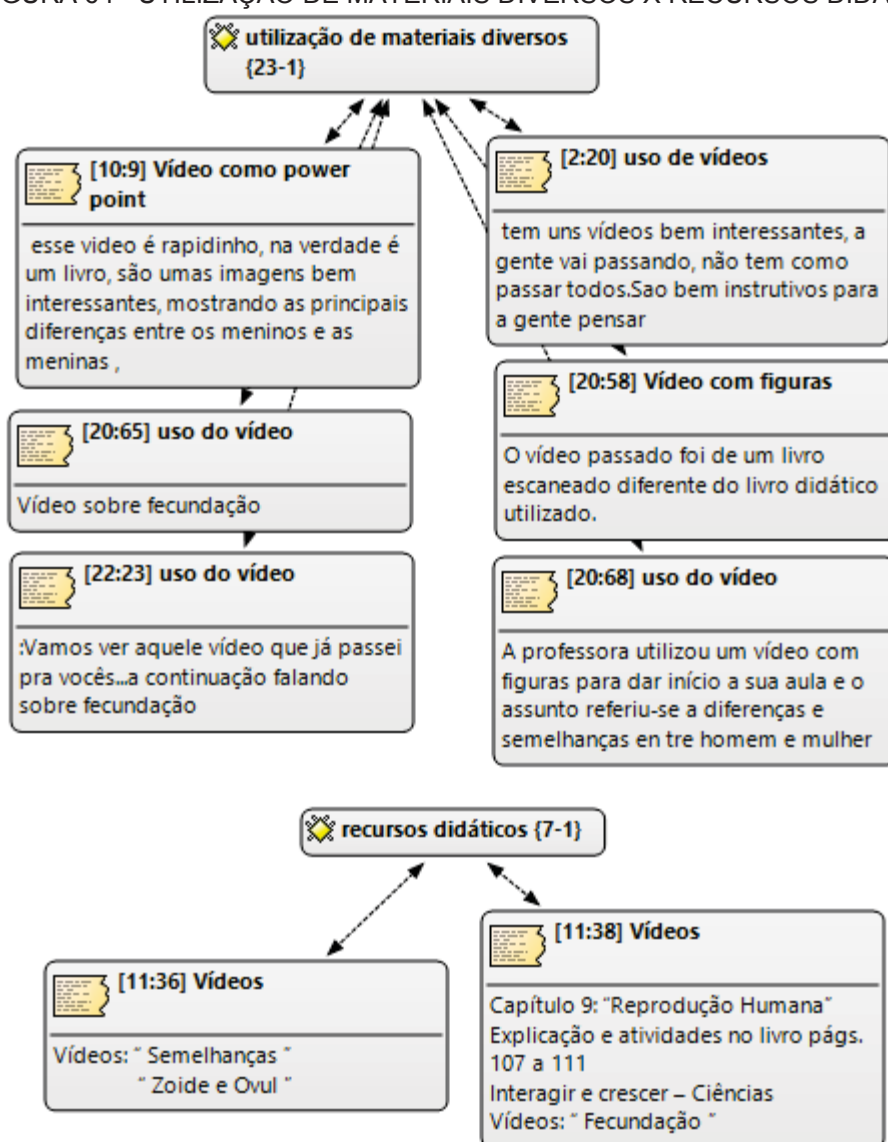 UTILIZAÇÃO DE MATERIAIS DIVERSOS X RECURSOS
utilização de materiais diversos
{23-1}
[10:9] Vídeo como power
point
esse video é rapidinho, na verdade é
um livro, são umas imagens bem
interessantes, mostrando as principais
diferenças entre os meninos e as
meninas ,
[2:20] uso de vídeos
tem uns vídeos bem interessantes, a
gente vai passando, não tem como
passar todos.Sao bem instrutivos para
a gente pensar
[20:65] uso do vídeo
Vídeo sobre fecundação
[20:58] Vídeo com figuras
O vídeo passado foi de um livro
escaneado diferente do livro didático
utilizado.
[22:23] uso do vídeo
:Vamos ver aquele vídeo que já passei
pra vocês...a continuação falando
sobre fecundação
[20:68] uso do vídeo
A professora utilizou um vídeo com
figuras para dar início a sua aula e o
assunto referiu-se a diferenças e
semelhanças en tre homem e mulher
recursos didáticos {7-1}
[11:36] Vídeos
Vídeos: “ Semelhanças ”
“ Zoide e Ovul ”
[11:38] Vídeos
Capítulo 9: “Reprodução Humana”
Explicação e atividades no livro págs.
107 a 111
Interagir e crescer – Ciências
Vídeos: “ Fecundação ”